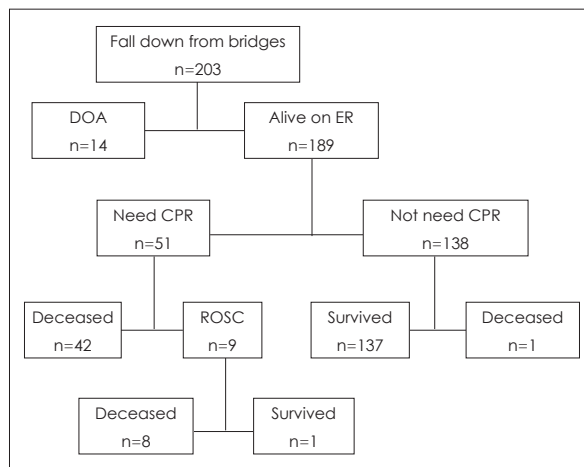 Fall down from bridges
n=203
DOA
n=14
Alive on ER
n=189
Need CPR
n=51
Not need CPR
n=138
Deceased
n=42
ROSC
n=9
Survived
n=137
Deceased
n=1
Deceased
n=8
Survived
n=1